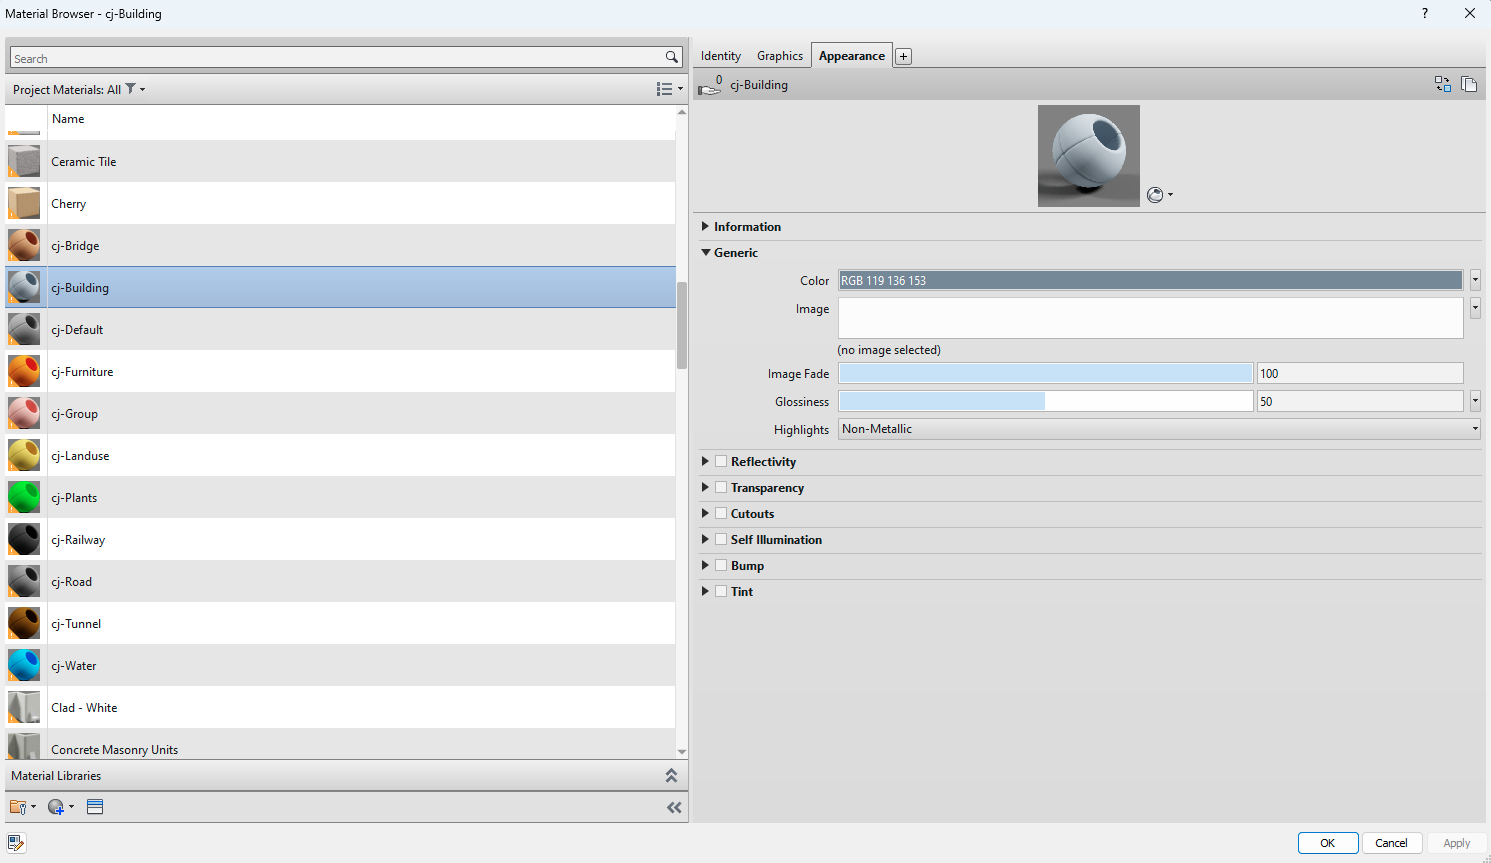 Material Browser - cj-Building
?
Search
Project Materials: All
Name
Ceramic Tile
Cherry
cj-Bridge
cj-Building
cj-Default
cj-Furniture
cj-Group
cj-Landuse
cj-Plants
cj-Railway
cj-Road
cj-Tunnel
cj-Water
Clad - White
Concrete Masonry Units
Material Libraries
Identity Graphics Appearance +
0
cj-Building
Information
Generic
Color RGB 119 136 153
Image
(no image selected)
Image Fade 100
Glossiness 50
Highlights Non-Metallic
Reflectivity
Transparency
Cutouts
Self Illumination
Bump
Tint
OK Cancel Apply